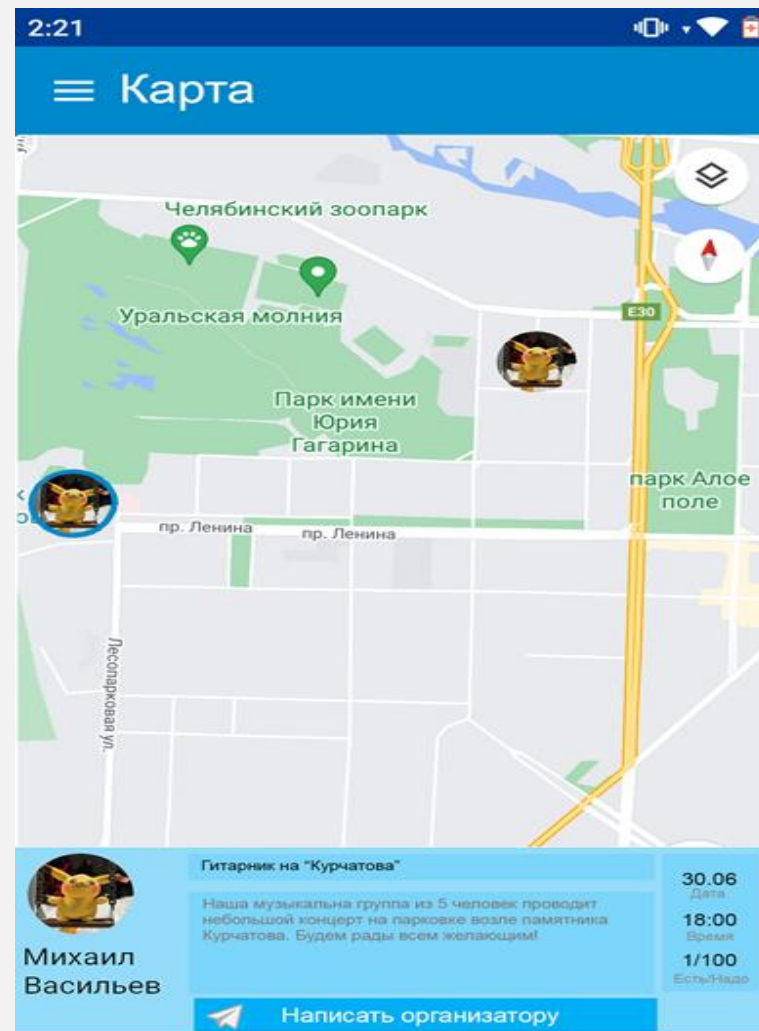 2:21
Карта
Челябинский зоопарк
Уральская молния
E30
Парк имени
Юрия
Гагарина
парк Алое
поле
пр. Ленина
пр. Ленина
Лесопарковая ул.
Гитарник на "Курчатова"
Наша музыкальна группа из 5 человек проводит
небольшой концерт на парковке возле памятника
Курчатова. Будем рады всем желающим!
Михаил
Васильев
30.06
Дата
18:00
Время
1/100
Есть/Надо
Написать организатору